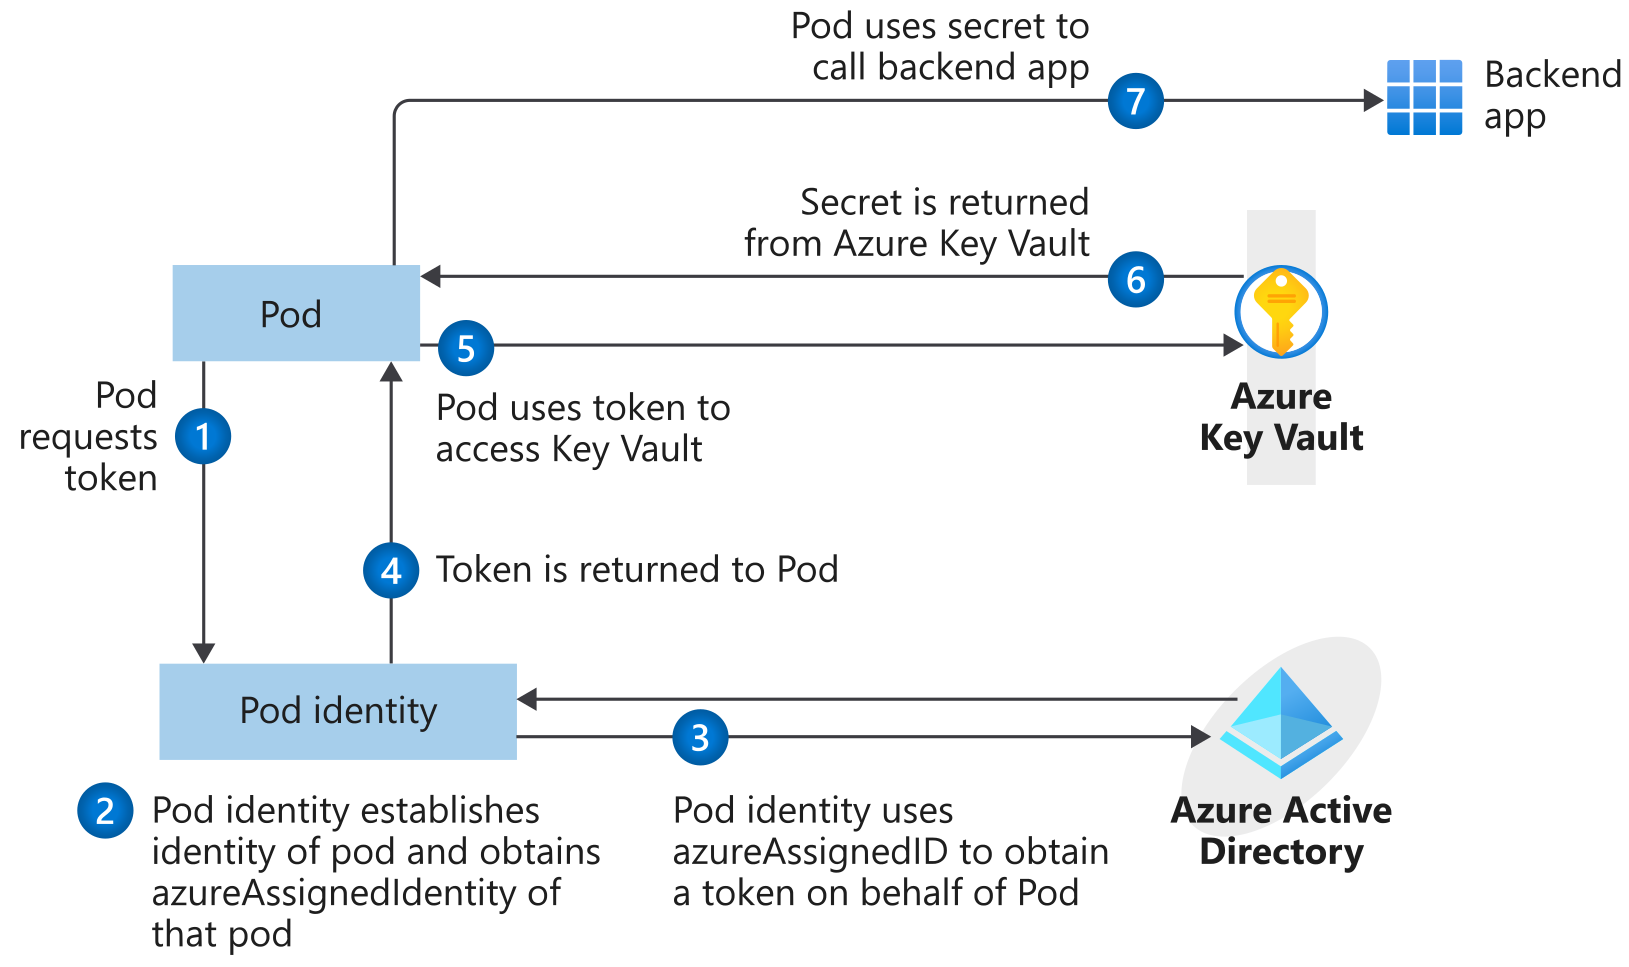 Pod uses secret to
call backend app
7
Backend
app
Secret is returned
from Azure Key Vault
6
Pod
5
Azure
Key Vault
Pod
requests
token
1
Pod uses token to
access Key Vault
4
Token is returned to Pod
Pod identity
3
2
Pod identity establishes
identity of pod and obtains
azureAssignedIdentity of
that pod
Pod identity uses
azureAssignedID to obtain
a token on behalf of Pod
Azure Active
Directory